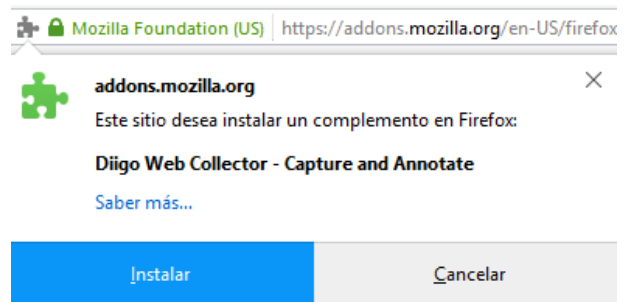 Mozilla Foundation (US) https://addons.mozilla.org/en-US/firefox
addons.mozilla.org
Este sitio desea instalar un complemento en Firefox:
Diigo Web Collector - Capture and Annotate
Saber más...
Instalar Cancelar